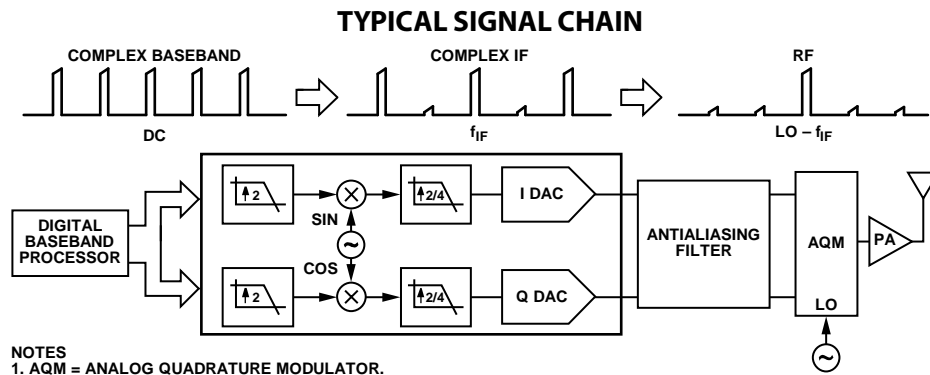 TYPICAL SIGNAL CHAIN
COMPLEX BASEBAND
COMPLEX IF
RF
DC
fIF
LO – fIF
2
2/4
I DAC
SIN
DIGITAL
BASEBAND
PROCESSOR
ANTIALIASING
FILTER
AQM
PA
COS
2
2/4
Q DAC
LO
NOTES
1. AQM = ANALOG QUADRATURE MODULATOR.